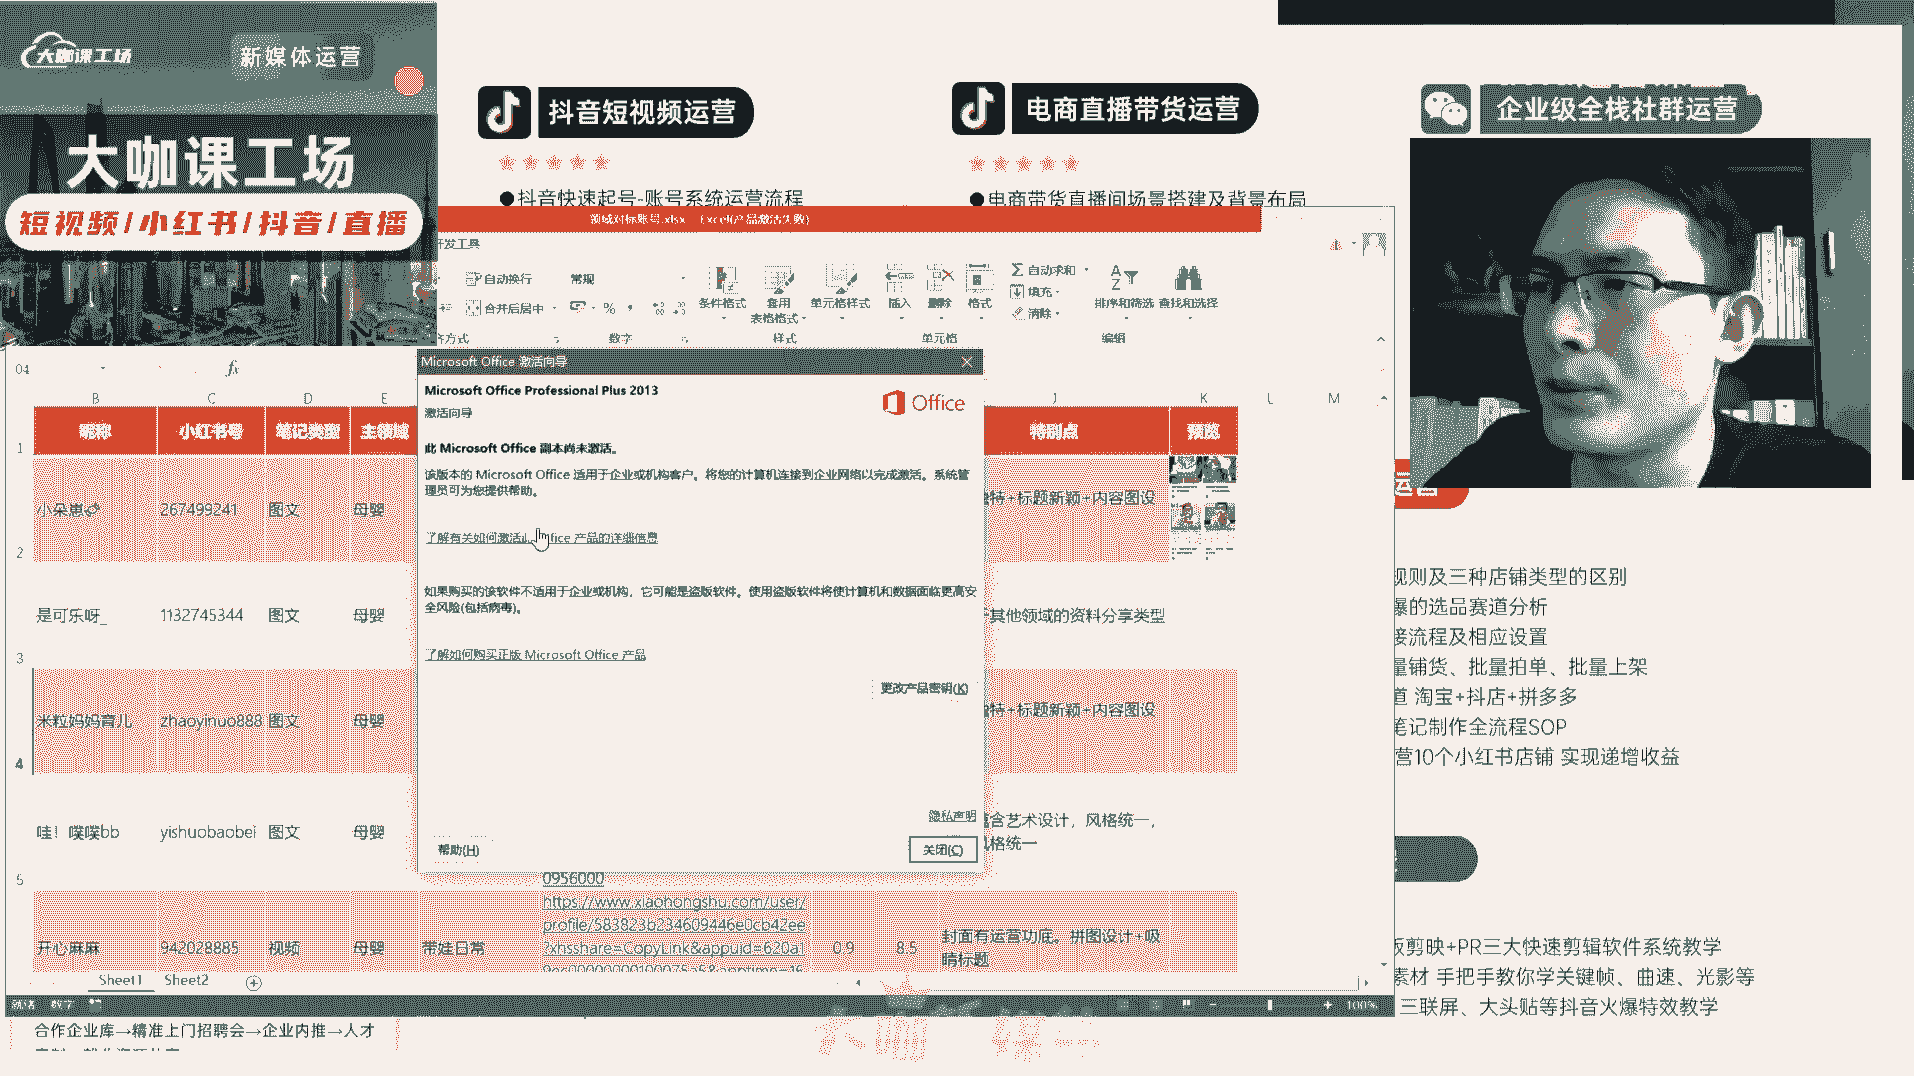 大咖课工场
新媒体运营
大咖课工场
短视频/小红书/抖音/直播
抖音短视频运营
●抖音快速起号-账号系统运营流程
电商直播带货运营
●电商带货直播间场景搭建及背景布局
企业级全栈社群运营
领域对标账号.xlsx - Excel(产品激活失败)
开发工具
自动换行
常规
合并后居中
条件格式
套用
表格格式
单元格样式
插入
删除
格式
自动求和
填充
清除
排序和筛选
查找和选择
方式
数字
样式
单元格
编辑
O4
fx
B C D E J K L M
昵称 小红书号 笔记类型 主领域 特别点 预览
1
小朵思 267499241 图文 母婴
特+标题新颖+内容图设
2
是可乐呀_ 1132745344 图文 母婴
其他领域的资料分享类型
3
米粒妈妈育儿 zhaoyinuo888 图文 母婴
特+标题新颖+内容图设
4
哇！噗噗bb yishuobaobei 图文 母婴
含艺术设计，风格统一，
格统一
5
0956000
开心麻麻 942028885 视频 母婴 带娃日常
https://www.xiaohongshu.com/user/
profile/583823b234609446e0cb42ee
?xhsshare=CopyLink&appuid=620a1
0.9 8.5
封面有运营功底。拼图设计+吸
睛标题
Microsoft Office 激活向导
Microsoft Office Professional Plus 2013
激活向导
Office
此 Microsoft Office 副本尚未激活。
该版本的 Microsoft Office 适用于企业或机构客户。将您的计算机连接到企业网络以完成激活。系统管
理员可为您提供帮助。
了解有关如何激活此 Office 产品的详细信息
如果购买的该软件不适用于企业或机构，它可能是盗版软件。使用盗版软件将使计算机和数据面临更高安
全风险(包括病毒)。
了解如何购买正版 Microsoft Office 产品
更改产品密钥(K)
隐私声明
帮助(H)
关闭(C)
Sheet1 Sheet2
就绪 数字
100%
运营
规则及三种店铺类型的区别
爆的选品赛道分析
接流程及相应设置
量铺货、批量拍单、批量上架
道 淘宝+抖店+拼多多
笔记制作全流程SOP
营10个小红书店铺 实现递增收益
版剪映+PR三大快速剪辑软件系统教学
素材 手把手教你学关键帧、曲速、光影等
三联屏、大头贴等抖音火爆特效教学
合作企业库→精准上门招聘会→企业内推→人才